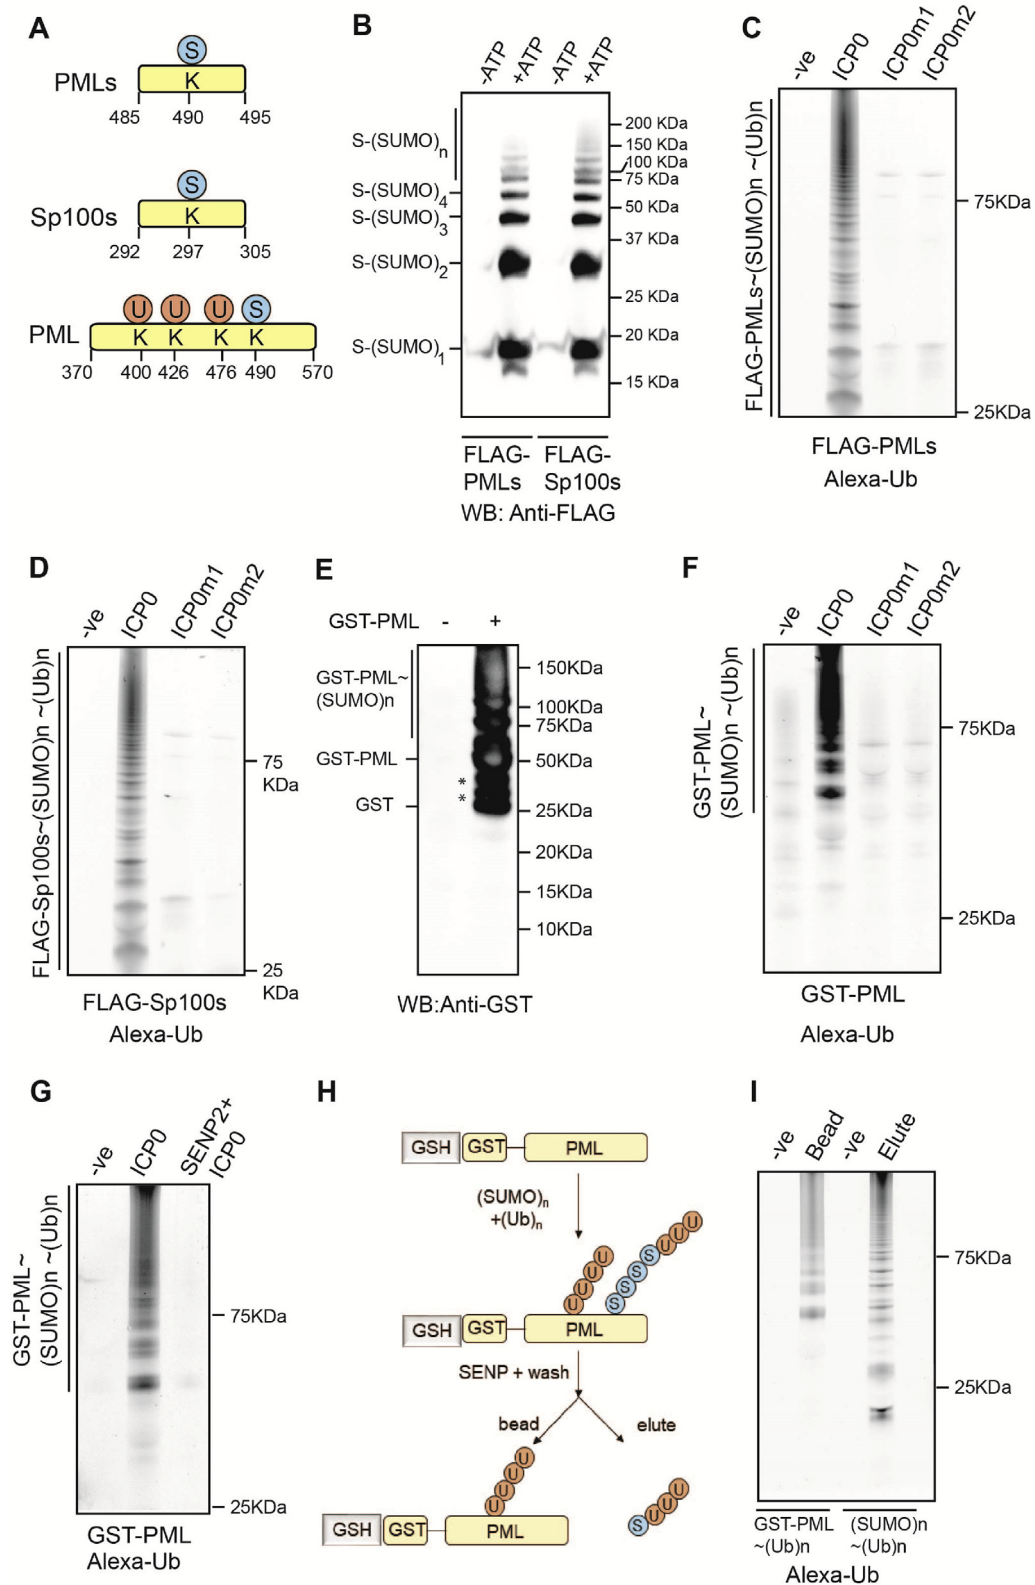 A
S
PMLs
K
485 490 495
S
Sp100s
K
292 297 305
U U U S
PML
K K K K
370 400 426 476 490 570
B
-ATP +ATP -ATP +ATP
S-(SUMO)n
S-(SUMO)4
S-(SUMO)3
S-(SUMO)2
S-(SUMO)1
200 KDa
150 KDa
100 KDa
75 KDa
50 KDa
37 KDa
25 KDa
20 KDa
15 KDa
FLAG- FLAG-
PMLs Sp100s
WB: Anti-FLAG
C
-ve ICP0 ICP0m1 ICP0m2
FLAG-PMLs~(SUMO)n ~(Ub)n
75KDa
25KDa
FLAG-PMLs
Alexa-Ub
D
-ve ICP0 ICP0m1 ICP0m2
FLAG-Sp100s~(SUMO)n ~(Ub)n
75
KDa
25
KDa
FLAG-Sp100s
Alexa-Ub
E
GST-PML - +
GST-PML~
(SUMO)n
GST-PML
*
*
GST
150KDa
100KDa
75KDa
50KDa
25KDa
20KDa
15KDa
10KDa
WB:Anti-GST
F
-ve ICP0 ICP0m1 ICP0m2
GST-PML~
(SUMO)n ~(Ub)n
75KDa
25KDa
GST-PML
Alexa-Ub
G
-ve ICP0 SENP2+
ICP0
GST-PML~
(SUMO)n ~(Ub)n
75KDa
25KDa
GST-PML
Alexa-Ub
H
GSH GST PML
(SUMO)n
+(Ub)n
U U U U S S S S U U U
GSH GST PML
SENP + wash
bead elute
U U U U
S U U U
GSH GST PML
I
-ve Bead -ve Elute
75KDa
25KDa
GST-PML (SUMO)n
~(Ub)n ~(Ub)n
Alexa-Ub